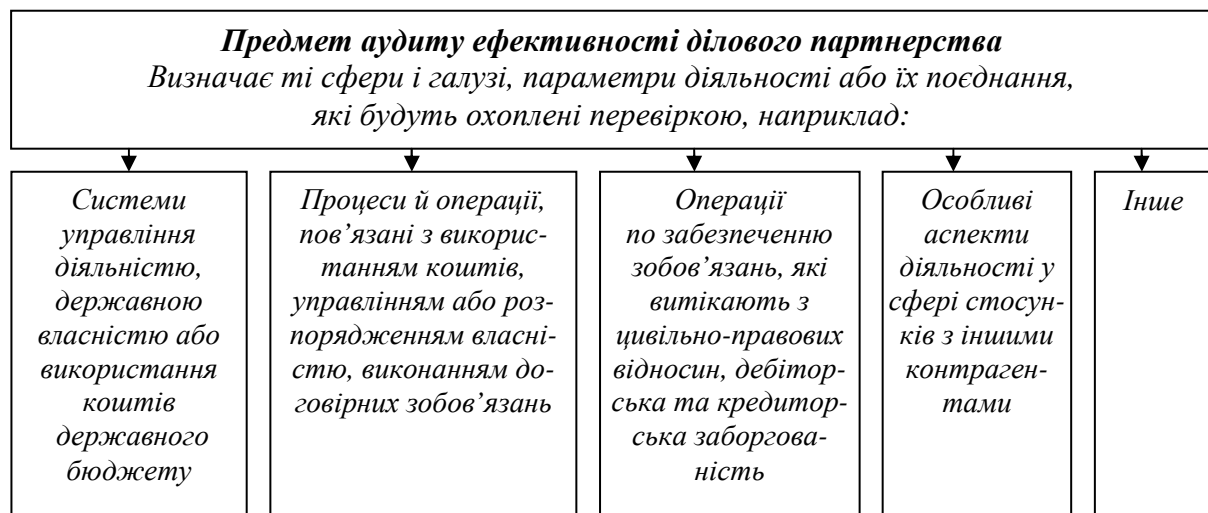 Предмет аудиту ефективності ділового партнерства
Визначає ті сфери і галузі, параметри діяльності або їх поєднання,
які будуть охоплені перевіркою, наприклад:
Системи
управління
діяльністю,
державною
власністю або
використання
коштів
державного
бюджету
Процеси й операції,
пов’язані з викорис-
танням коштів,
управлінням або роз-
порядженням власні-
стю, виконанням до-
говірних зобов’язань
Операції
по забезпеченню
зобов’язань, які
витікають з
цивільно-правових
відносин, дебітор-
ська та кредитор-
ська заборгова-
ність
Особливі
аспекти
діяльності у
сфері стосун-
ків з іншими
контраген-
тами
Інше